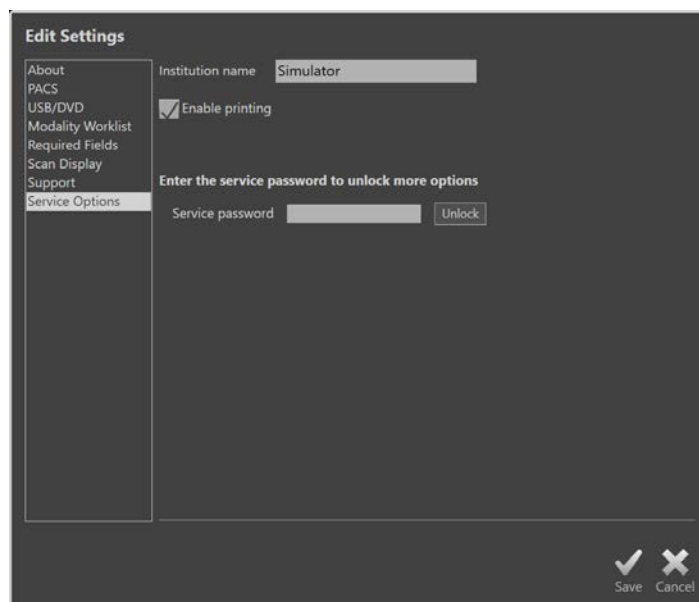 Edit Settings
About
PACS
USB/DVD
Modality Worklist
Required Fields
Scan Display
Support
Service Options
Institution name Simulator
Enable printing
Enter the service password to unlock more options
Service password Unlock
Save Cancel